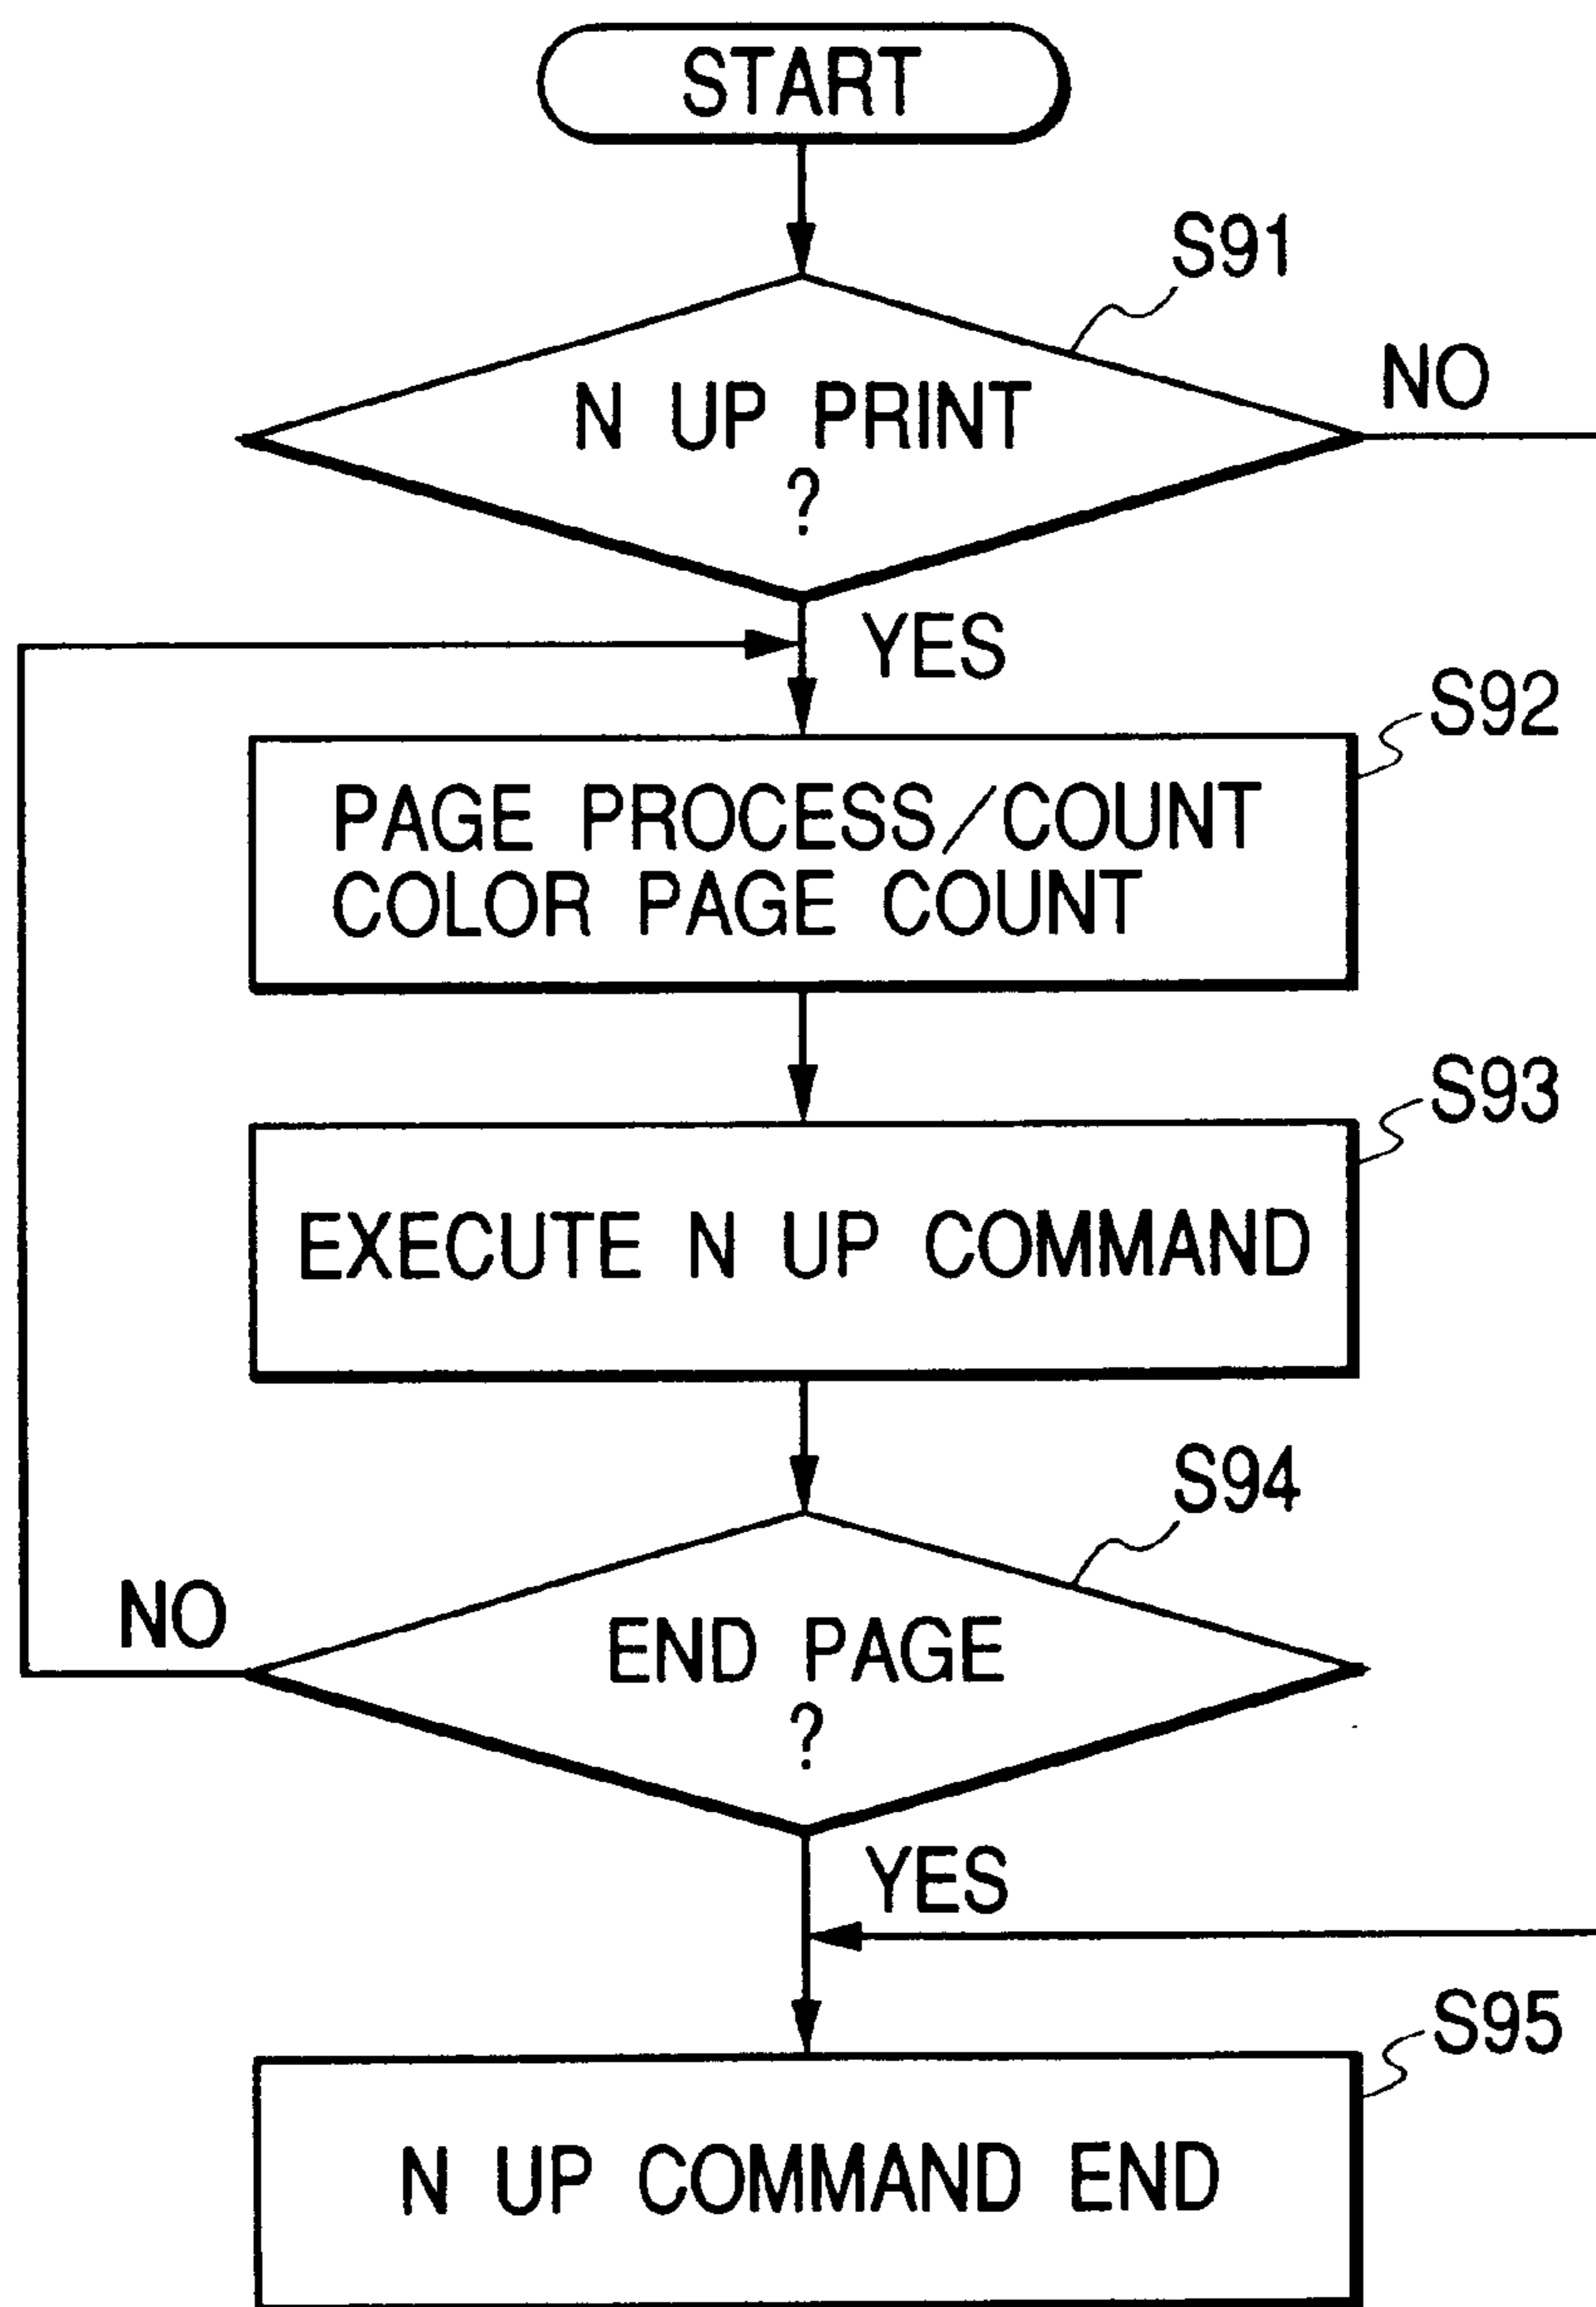 START
S91
N UP PRINT
?
NO
YES
S92
PAGE PROCESS/COUNT
COLOR PAGE COUNT
S93
EXECUTE N UP COMMAND
S94
NO
END PAGE
?
YES
S95
N UP COMMAND END